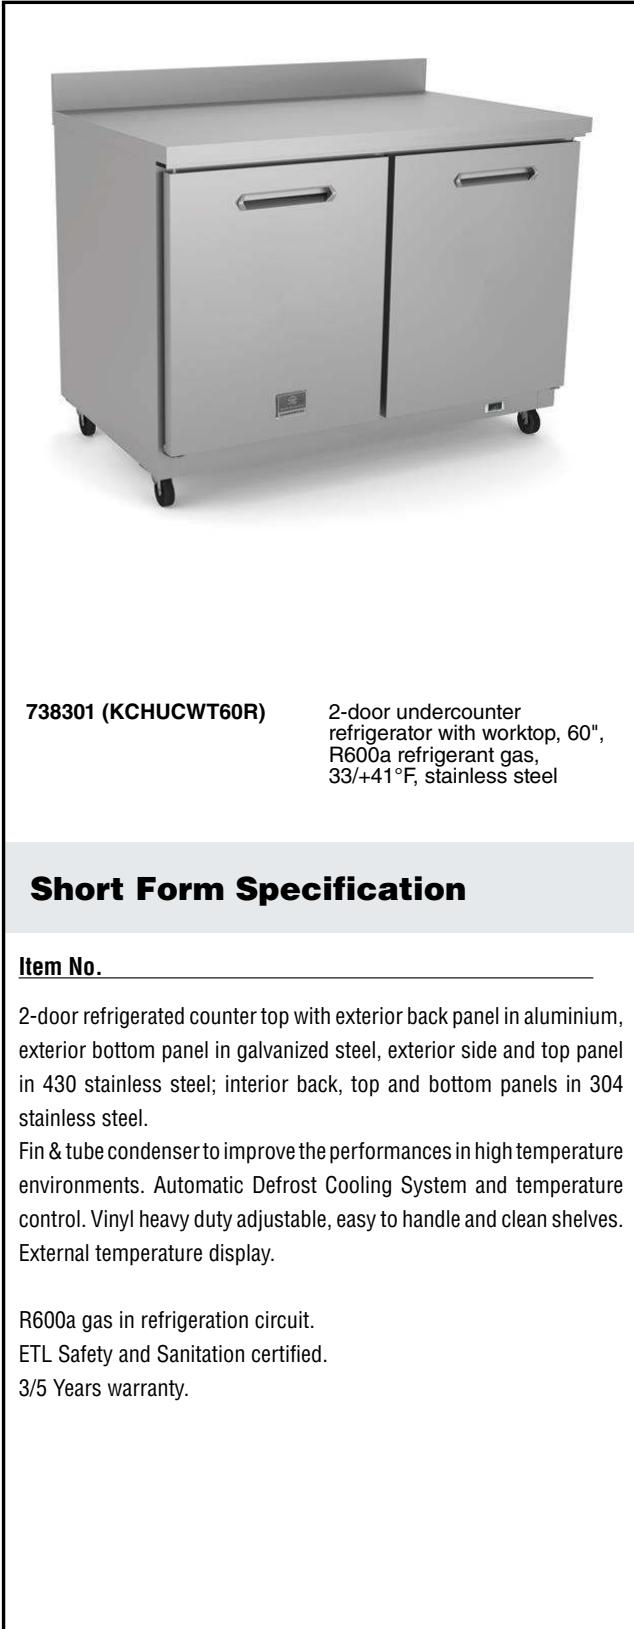 738301 (KCHUCWT60R)
2-door undercounter
refrigerator with worktop, 60",
R600a refrigerant gas,
33/+41°F, stainless steel
Short Form Specification
Item No.
2-door refrigerated counter top with exterior back panel in aluminium,
exterior bottom panel in galvanized steel, exterior side and top panel
in 430 stainless steel; interior back, top and bottom panels in 304
stainless steel.
Fin & tube condenser to improve the performances in high temperature
environments. Automatic Defrost Cooling System and temperature
control. Vinyl heavy duty adjustable, easy to handle and clean shelves.
External temperature display.
R600a gas in refrigeration circuit.
ETL Safety and Sanitation certified.
3/5 Years warranty.